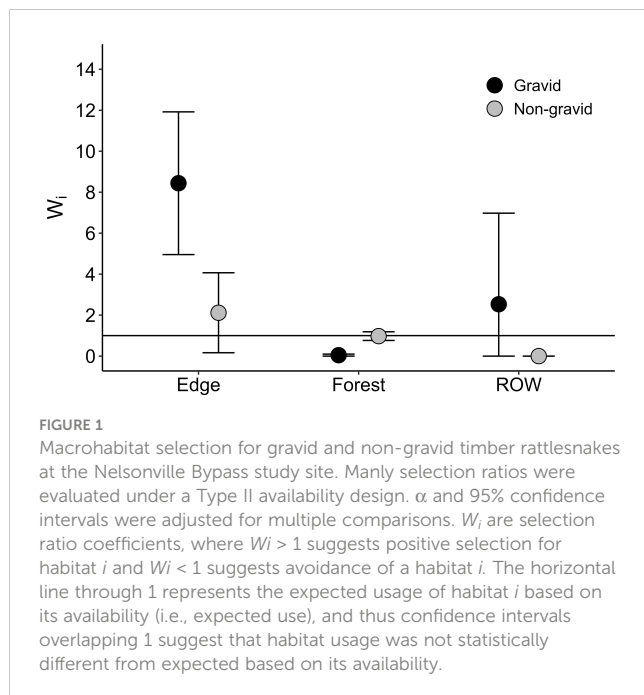 14
12
10
8
6
4
2
0
Wi
Gravid
Non-gravid
Edge
Forest
ROW
FIGURE 1
Macrohabitat selection for gravid and non-gravid timber rattlesnakes
at the Nelsonville Bypass study site. Manly selection ratios were
evaluated under a Type II availability design. α and 95% confidence
intervals were adjusted for multiple comparisons. Wi are selection
ratio coefficients, where Wi > 1 suggests positive selection for
habitat i and Wi < 1 suggests avoidance of a habitat i. The horizontal
line through 1 represents the expected usage of habitat i based on
its availability (i.e., expected use), and thus confidence intervals
overlapping 1 suggest that habitat usage was not statistically
different from expected based on its availability.